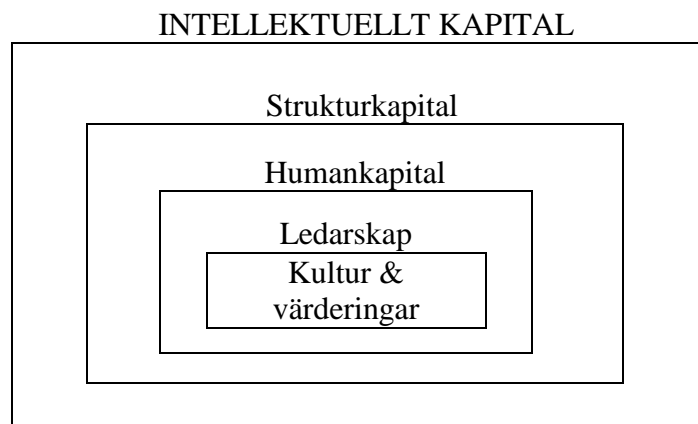 INTELLEKTUELLT KAPITAL
Strukturkapital
Humankapital
Ledarskap
Kultur &
värderingar